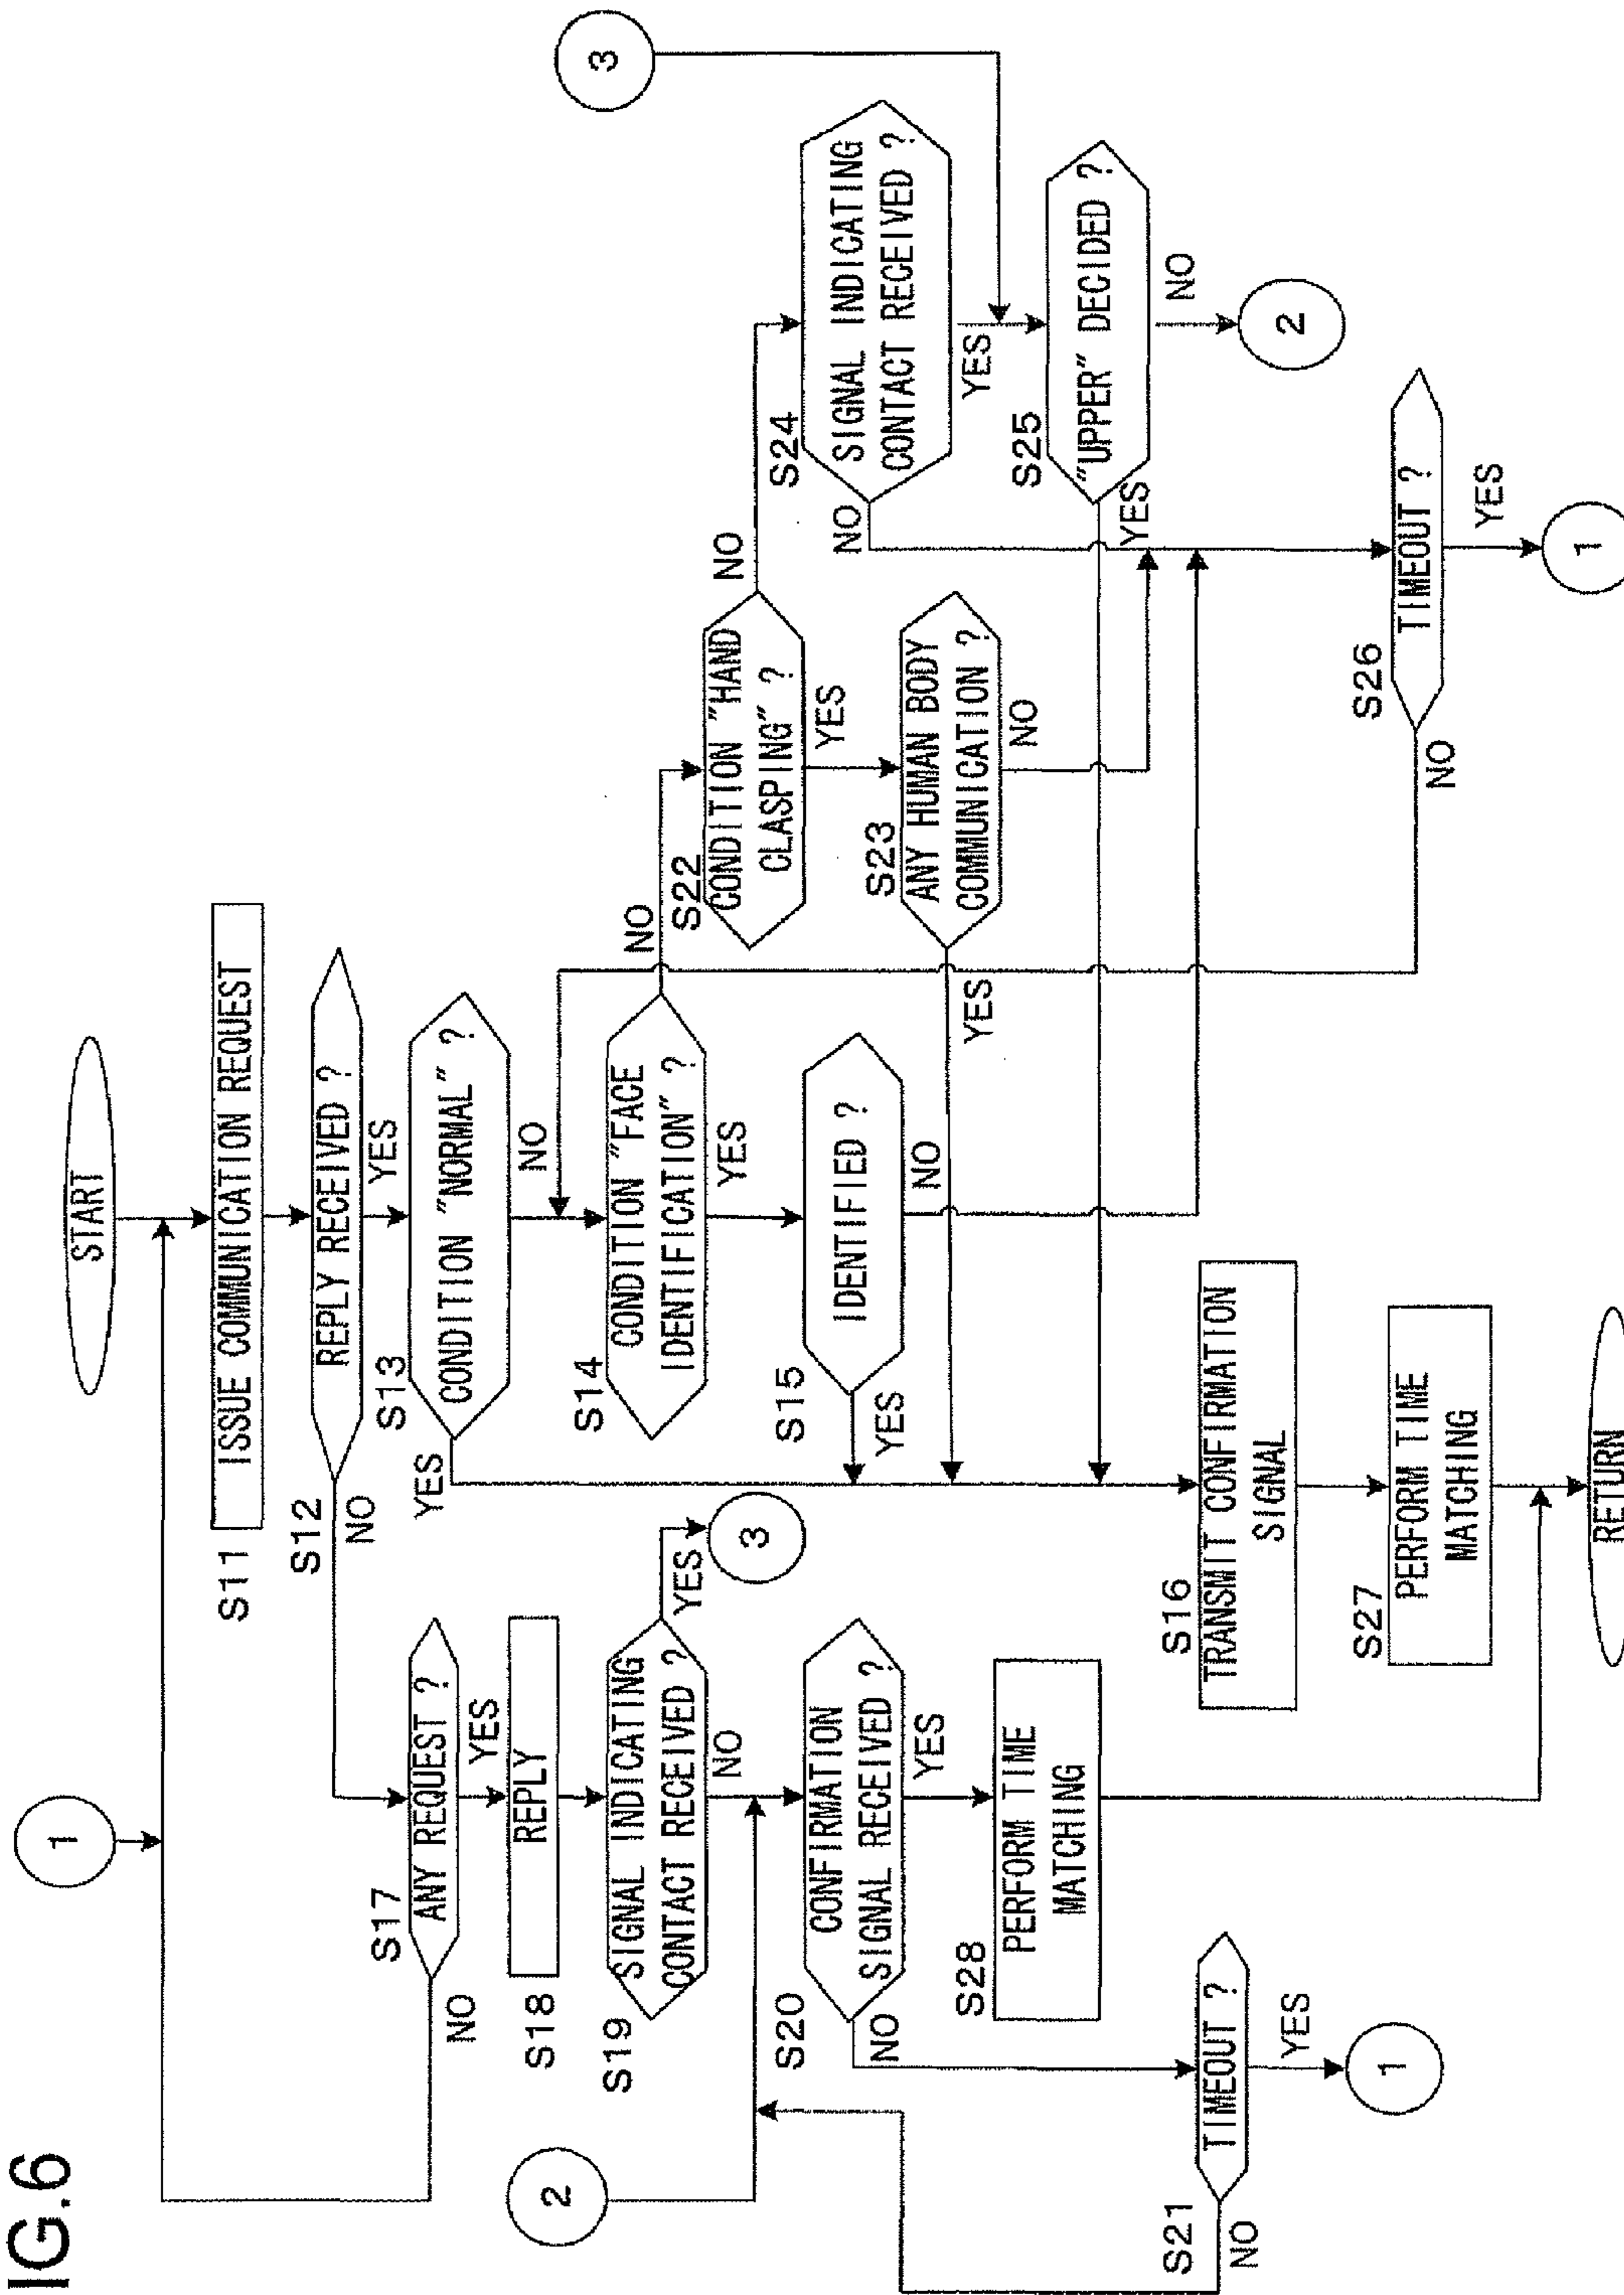 IG.6
START
1
S11
ISSUE COMMUNICATION REQUEST
S12
REPLY RECEIVED ?
NO
YES
S17
ANY REQUEST ?
NO
YES
S13
CONDITION "NORMAL" ?
YES
NO
S18
REPLY
2
S19
SIGNAL INDICATING
CONTACT RECEIVED ?
YES
NO
3
S14
CONDITION "FACE
IDENTIFICATION" ?
NO
YES
S22
CONDITION "HAND
CLASPING" ?
NO
YES
S24
SIGNAL INDICATING
CONTACT RECEIVED ?
NO
YES
3
S20
CONFIRMATION
SIGNAL RECEIVED ?
NO
YES
S15
IDENTIFIED ?
YES
NO
S23
ANY HUMAN BODY
COMMUNICATION ?
YES
NO
S25
"UPPER" DECIDED ?
YES
NO
2
S28
PERFORM TIME
MATCHING
S21
TIMEOUT ?
NO
YES
1
S16
TRANSMIT CONFIRMATION
SIGNAL
S26
TIMEOUT ?
NO
YES
1
S27
PERFORM TIME
MATCHING
RETURN